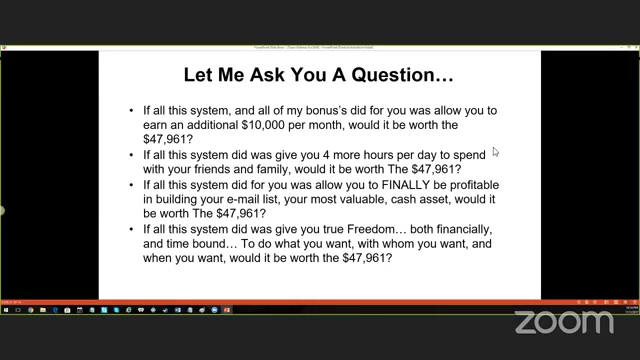 Let Me Ask You A Question…
• If all this system, and all of my bonus's did for you was allow you to
earn an additional $10,000 per month, would it be worth the
$47,961?
• If all this system did was give you 4 more hours per day to spend
with your friends and family, would it be worth The $47,961?
• If all this system did for you was allow you to FINALLY be profitable
in building your e-mail list, your most valuable, cash asset, would it
be worth The $47,961?
• If all this system did was give you true Freedom… both financially,
and time bound… To do what you want, with whom you want, and
when you want, would it be worth the $47,961?
zoom